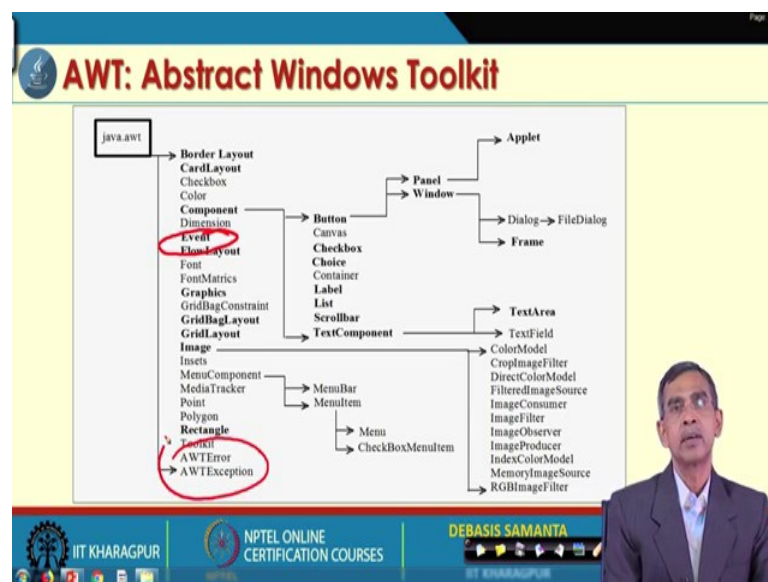 Page
AWT: Abstract Windows Toolkit
java.awt
Border Layout
CardLayout
Checkbox
Color
Component
Dimension
Event
FlowLayout
Font
FontMatrics
Graphics
GridBagConstraint
GridBagLayout
GridLayout
Image
Insets
MenuComponent
MediaTracker
Point
Polygon
Rectangle
Toolkit
AWTError
AWTException
Button
Canvas
Checkbox
Choice
Container
Label
List
Scrollbar
TextComponent
MenuBar
MenuItem
Menu
CheckBoxMenuItem
Panel
Window
Applet
Dialog
FileDialog
Frame
TextArea
TextField
ColorModel
CropImageFilter
DirectColorModel
FilteredImageSource
ImageConsumer
ImageFilter
ImageObserver
ImageProducer
IndexColorModel
MemoryImageSource
RGBImageFilter
IIT KHARAGPUR
NPTEL ONLINE
CERTIFICATION COURSES
DEBASIS SAMANTA